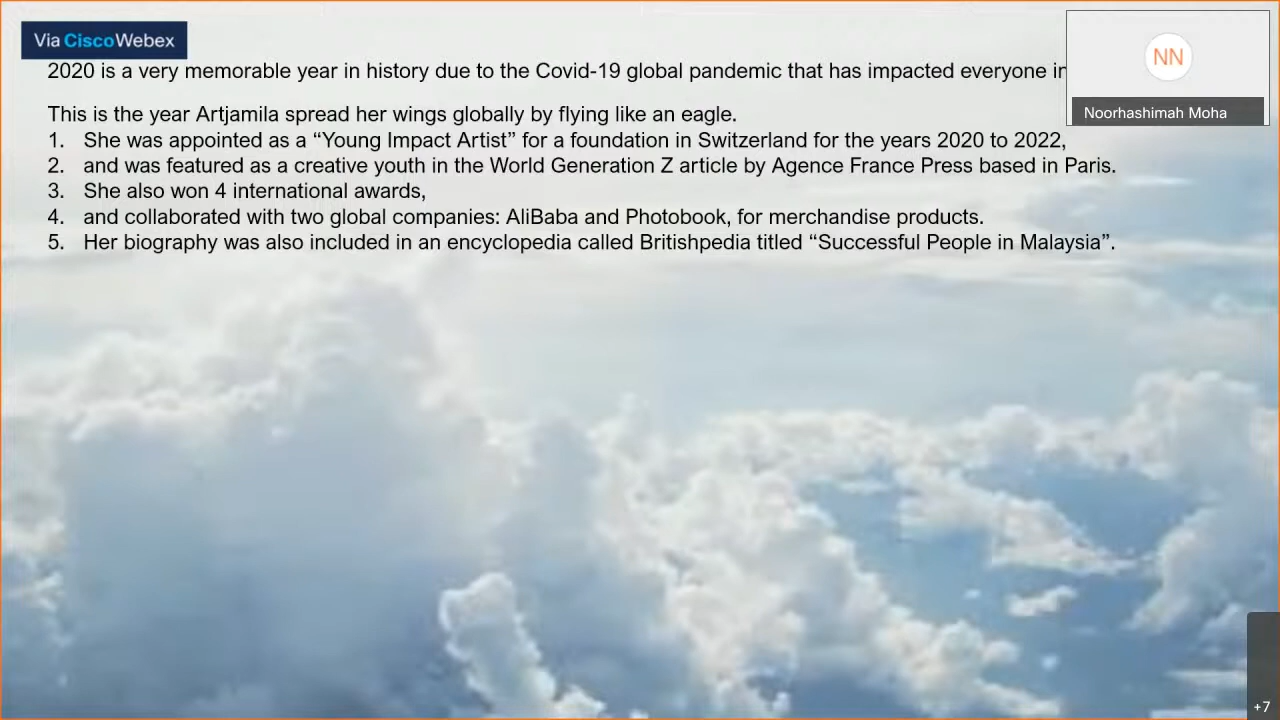 Via CiscoWebex
NN
Noorhashimah Moha
2020 is a very memorable year in history due to the Covid-19 global pandemic that has impacted everyone in
This is the year Artjamila spread her wings globally by flying like an eagle.
1. She was appointed as a “Young Impact Artist” for a foundation in Switzerland for the years 2020 to 2022,
2. and was featured as a creative youth in the World Generation Z article by Agence France Press based in Paris.
3. She also won 4 international awards,
4. and collaborated with two global companies: AliBaba and Photobook, for merchandise products.
5. Her biography was also included in an encyclopedia called Britishpedia titled “Successful People in Malaysia”.
+7